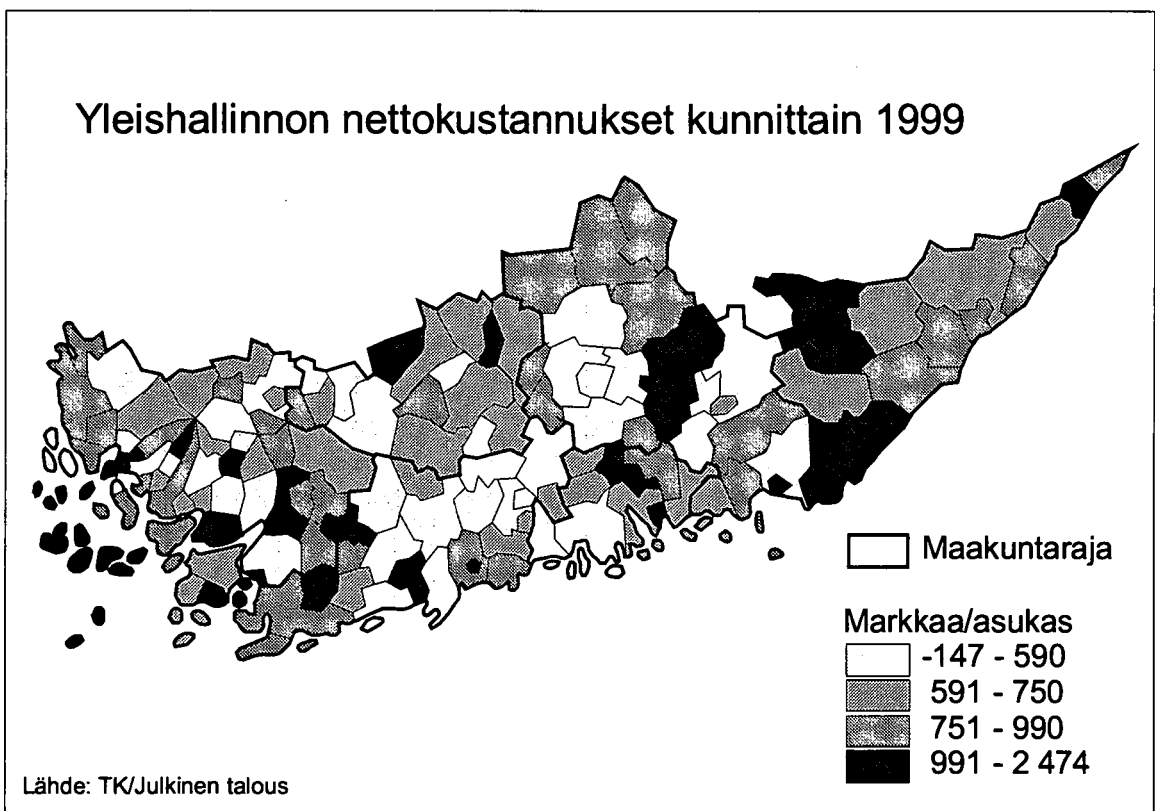 Yleishallinnon nettokustannukset kunnittain 1999
Maakuntaraja
Markkaa/asukas
-147 - 590
591 - 750
751 - 990
991 - 2 474
Lähde: TK/Julkinen talous